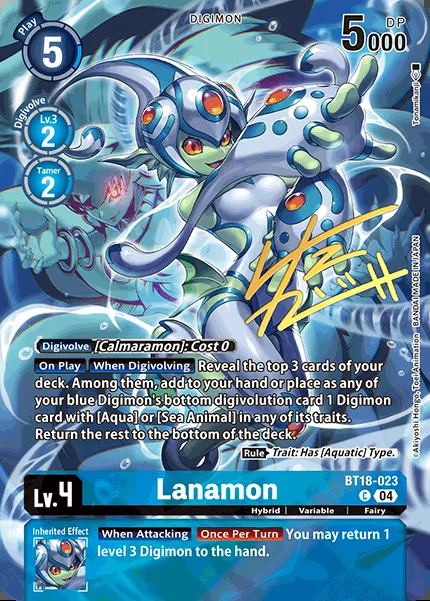 DIGIMON
Play
5
DP
5000
Digivolve
Lv.3
2
Tamer
2
Tonamikanji
Digivolve [Calmaramon]: Cost 0
On Play When Digivolving Reveal the top 3 cards of your
deck. Among them, add to your hand or place as any of
your blue Digimon's bottom digivolution card 1 Digimon
card with [Aqua] or [Sea Animal] in any of its traits.
Return the rest to the bottom of the deck.
Rule Trait: Has [Aquatic] Type.
©Akiyoshi Hongo, Toei Animation BANDAI MADE IN JAPAN
Lv.4
Lanamon
BT18-023
C 04
Hybrid Variable Fairy
Inherited Effect
When Attacking Once Per Turn You may return 1
level 3 Digimon to the hand.